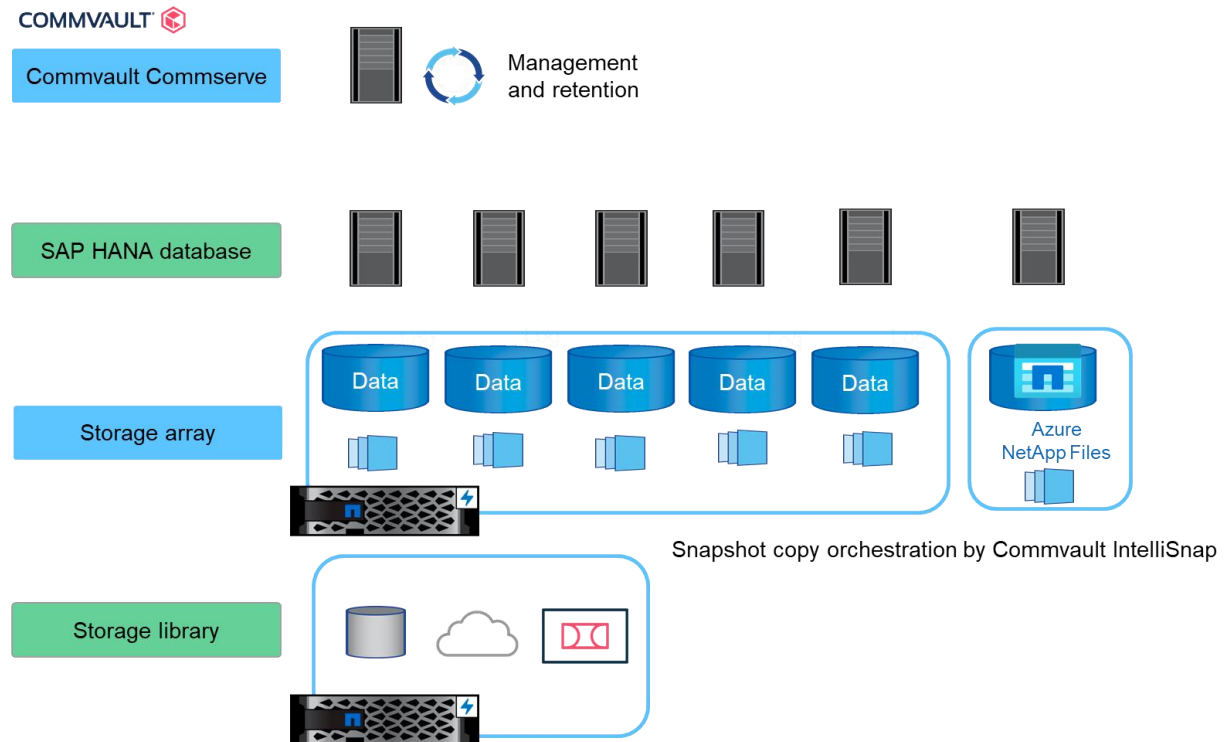 COMMVAULT
Commvault Commserve
Management
and retention
SAP HANA database
Data
Data
Data
Data
Data
Storage array
Azure
NetApp Files
Snapshot copy orchestration by Commvault IntelliSnap
Storage library